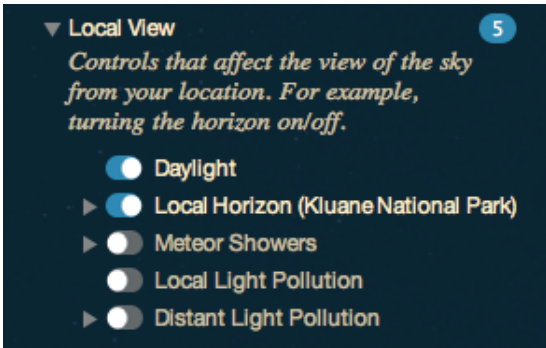 Local View 5
Controls that affect the view of the sky
from your location. For example,
turning the horizon on/off.
Daylight
Local Horizon (Kluane National Park)
Meteor Showers
Local Light Pollution
Distant Light Pollution